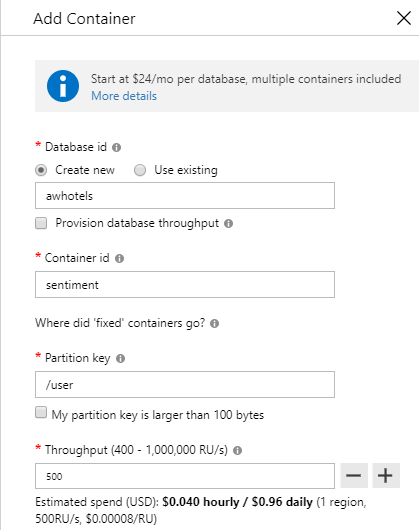 Add Container
Start at $24/mo per database, multiple containers included
More details
* Database id
Create new Use existing
awhotels
Provision database throughput
* Container id
sentiment
Where did 'fixed' containers go?
* Partition key
/user
My partition key is larger than 100 bytes
* Throughput (400 - 1,000,000 RU/s)
500
Estimated spend (USD): $0.040 hourly / $0.96 daily (1 region,
500RU/s, $0.00008/RU)